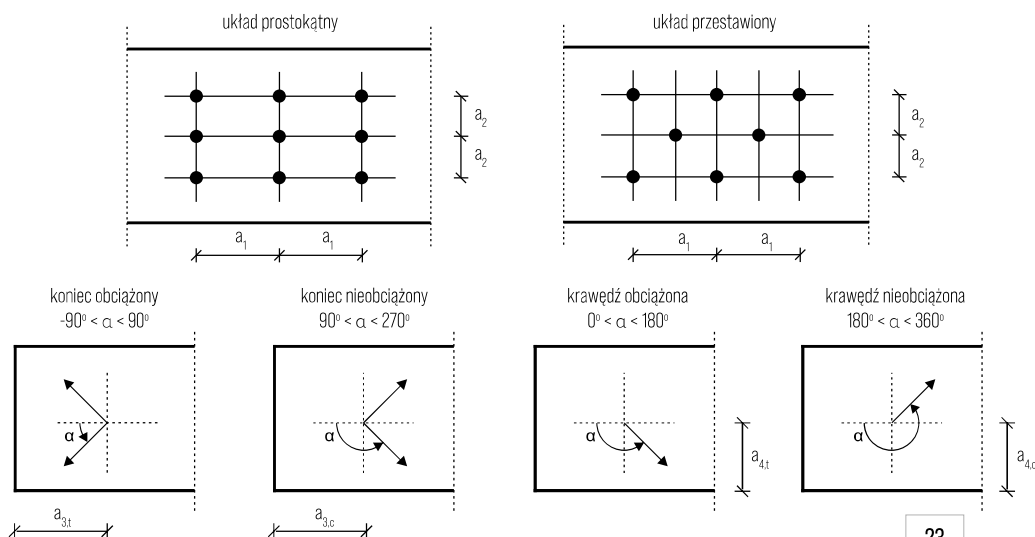 układ prostokątny
układ przestawiony
a2
a2
a2
a2
a1 a1
a1 a1
koniec obciążony
-90° < α < 90°
koniec nieobciążony
90° < α < 270°
krawędź obciążona
0° < α < 180°
krawędź nieobciążona
180° < α < 360°
α
α
α
α
a3,t
a3,c
a4,t
a4,c